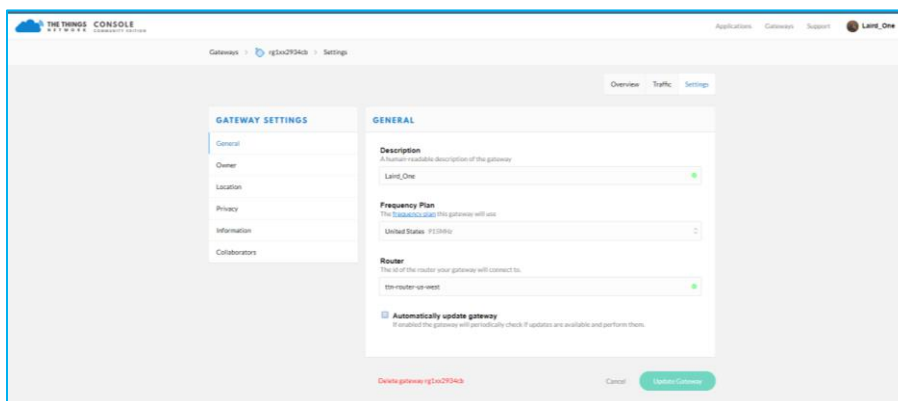 THE THINGS NETWORK CONSOLE COMMUNITY EDITION
Applications Gateways Support Laird_One
Gateways > rg1xx2934cb > Settings
Overview Traffic Settings
GATEWAY SETTINGS
General
Owner
Location
Privacy
Information
Collaborators
GENERAL
Description
A human-readable description of the gateway
Laird_One
Frequency Plan
The frequency plan this gateway will use
United States 915MHz
Router
The id of the router your gateway will connect to.
ttn-router-us-west
Automatically update gateway
If enabled the gateway will periodically check if updates are available and perform them.
Delete gateway rg1xx2934cb
Cancel
Update Gateway